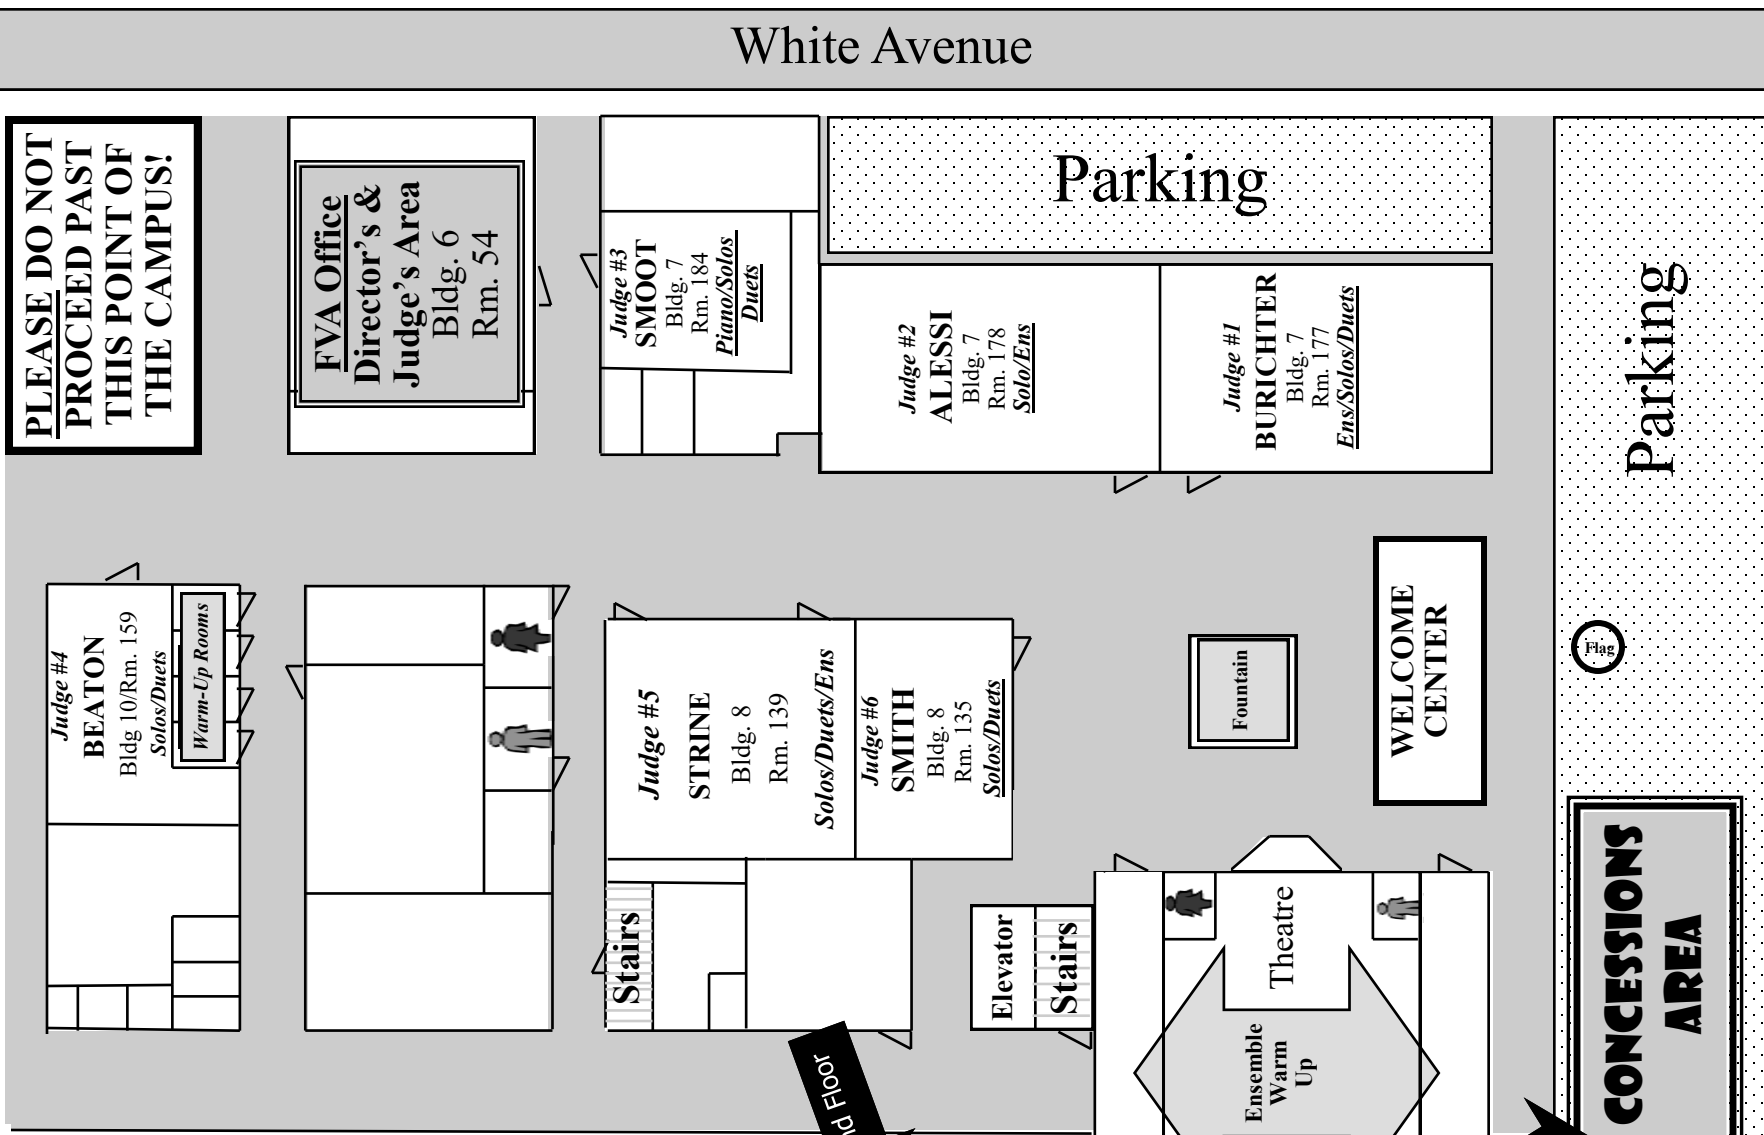 White Avenue
PLEASE DO NOT
PROCEED PAST
THIS POINT OF
THE CAMPUS!
FVA Office
Director's &
Judge's Area
Bldg. 6
Rm. 54
Judge #3
SMOOT
Bldg. 7
Rm. 184
Piano/Solos
Duets
Parking
Judge #2
ALESSI
Bldg. 7
Rm. 178
Solo/Ens
Judge #1
BURICHTER
Bldg. 7
Rm. 177
Ens/Solos/Duets
Parking
Judge #4
BEATON
Bldg 10/Rm. 159
Solos/Duets
Warm-Up Rooms
Judge #5
STRINE
Bldg. 8
Rm. 139
Solos/Duets/Ens
Judge #6
SMITH
Bldg. 8
Rm. 135
Solos/Duets
Fountain
WELCOME
CENTER
Flag
Stairs
Elevator
Stairs
Theatre
Ensemble
Warm
Up
CONCESSIONS
AREA
Floor